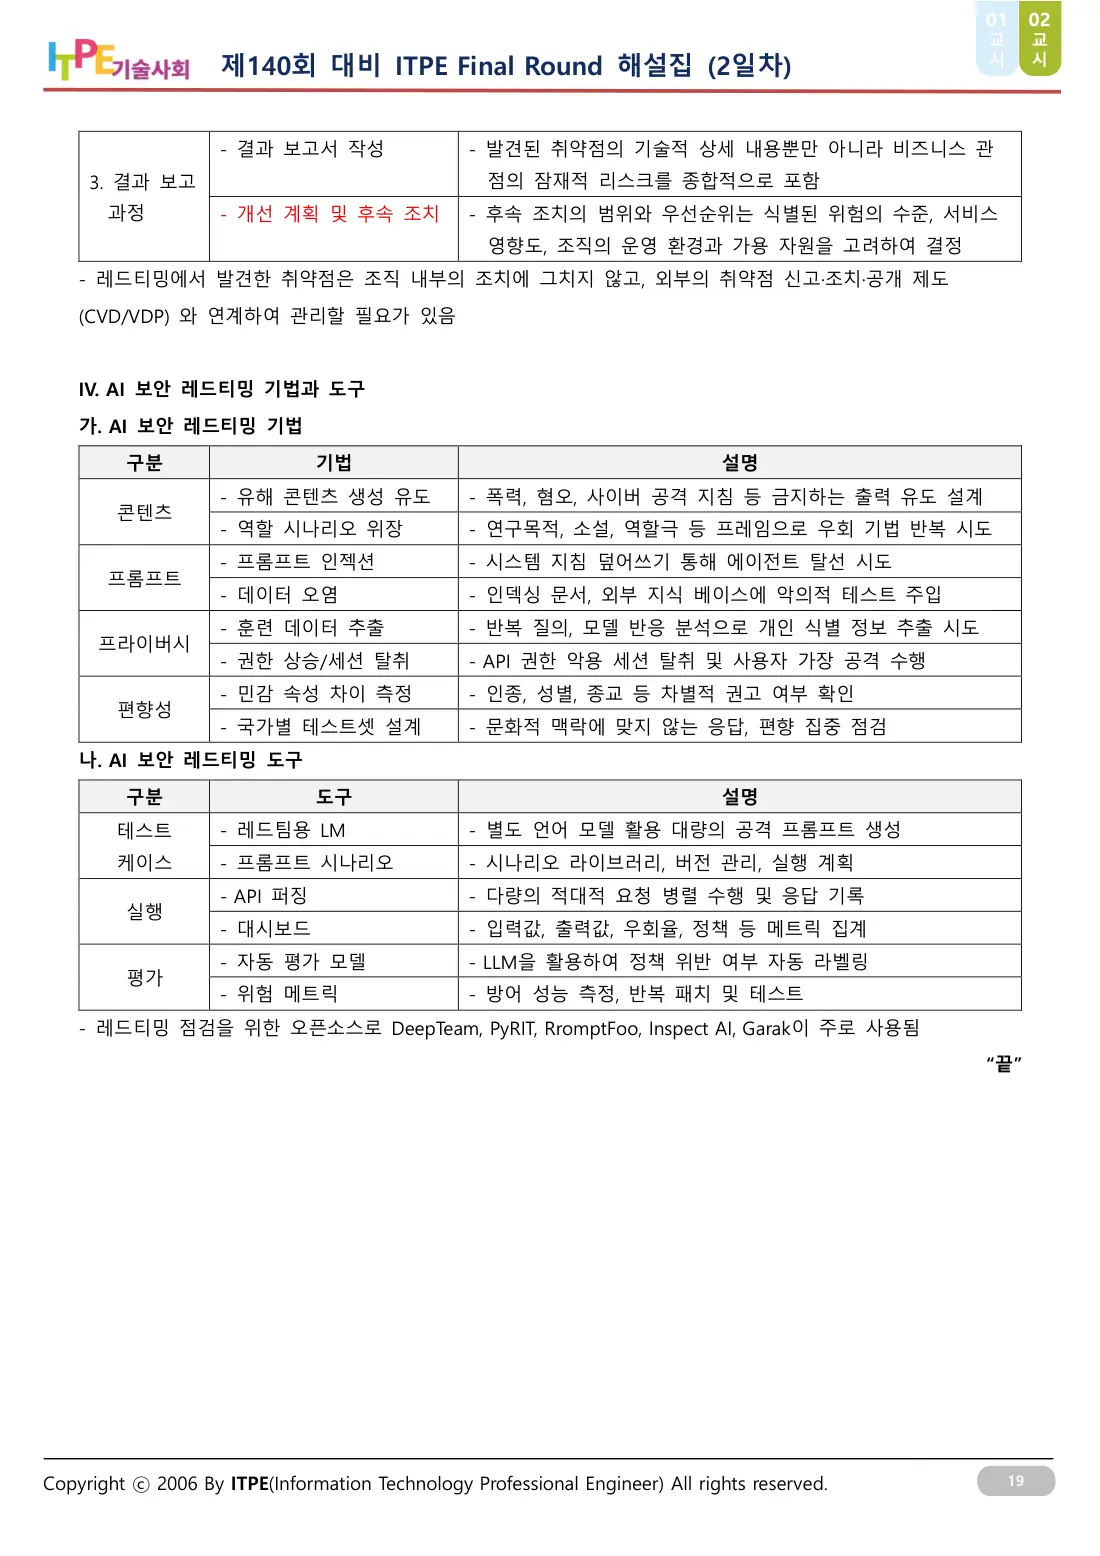 ITPE기술사회 제140회 대비 ITPE Final Round 해설집 (2일차)
01 교시
02 교시
3. 결과 보고 과정
- 결과 보고서 작성
- 발견된 취약점의 기술적 상세 내용뿐만 아니라 비즈니스 관
점의 잠재적 리스크를 종합적으로 포함
- 개선 계획 및 후속 조치
- 후속 조치의 범위와 우선순위는 식별된 위험의 수준, 서비스
영향도, 조직의 운영 환경과 가용 자원을 고려하여 결정
- 레드티밍에서 발견한 취약점은 조직 내부의 조치에 그치지 않고, 외부의 취약점 신고·조치·공개 제도
(CVD/VDP) 와 연계하여 관리할 필요가 있음
IV. AI 보안 레드티밍 기법과 도구
가. AI 보안 레드티밍 기법
구분 기법 설명
콘텐츠
- 유해 콘텐츠 생성 유도 - 폭력, 혐오, 사이버 공격 지침 등 금지하는 출력 유도 설계
- 역할 시나리오 위장 - 연구목적, 소설, 역할극 등 프레임으로 우회 기법 반복 시도
프롬프트
- 프롬프트 인젝션 - 시스템 지침 덮어쓰기 통해 에이전트 탈선 시도
- 데이터 오염 - 인덱싱 문서, 외부 지식 베이스에 악의적 테스트 주입
프라이버시
- 훈련 데이터 추출 - 반복 질의, 모델 반응 분석으로 개인 식별 정보 추출 시도
- 권한 상승/세션 탈취 - API 권한 악용 세션 탈취 및 사용자 가장 공격 수행
편향성
- 민감 속성 차이 측정 - 인종, 성별, 종교 등 차별적 권고 여부 확인
- 국가별 테스트셋 설계 - 문화적 맥락에 맞지 않는 응답, 편향 집중 점검
나. AI 보안 레드티밍 도구
구분 도구 설명
테스트 케이스
- 레드팀용 LM - 별도 언어 모델 활용 대량의 공격 프롬프트 생성
- 프롬프트 시나리오 - 시나리오 라이브러리, 버전 관리, 실행 계획
실행
- API 퍼징 - 다량의 적대적 요청 병렬 수행 및 응답 기록
- 대시보드 - 입력값, 출력값, 우회율, 정책 등 메트릭 집계
평가
- 자동 평가 모델 - LLM을 활용하여 정책 위반 여부 자동 라벨링
- 위험 메트릭 - 방어 성능 측정, 반복 패치 및 테스트
- 레드티밍 점검을 위한 오픈소스로 DeepTeam, PyRIT, RromptFoo, Inspect AI, Garak이 주로 사용됨
“끝”
Copyright ⓒ 2006 By ITPE(Information Technology Professional Engineer) All rights reserved.
19